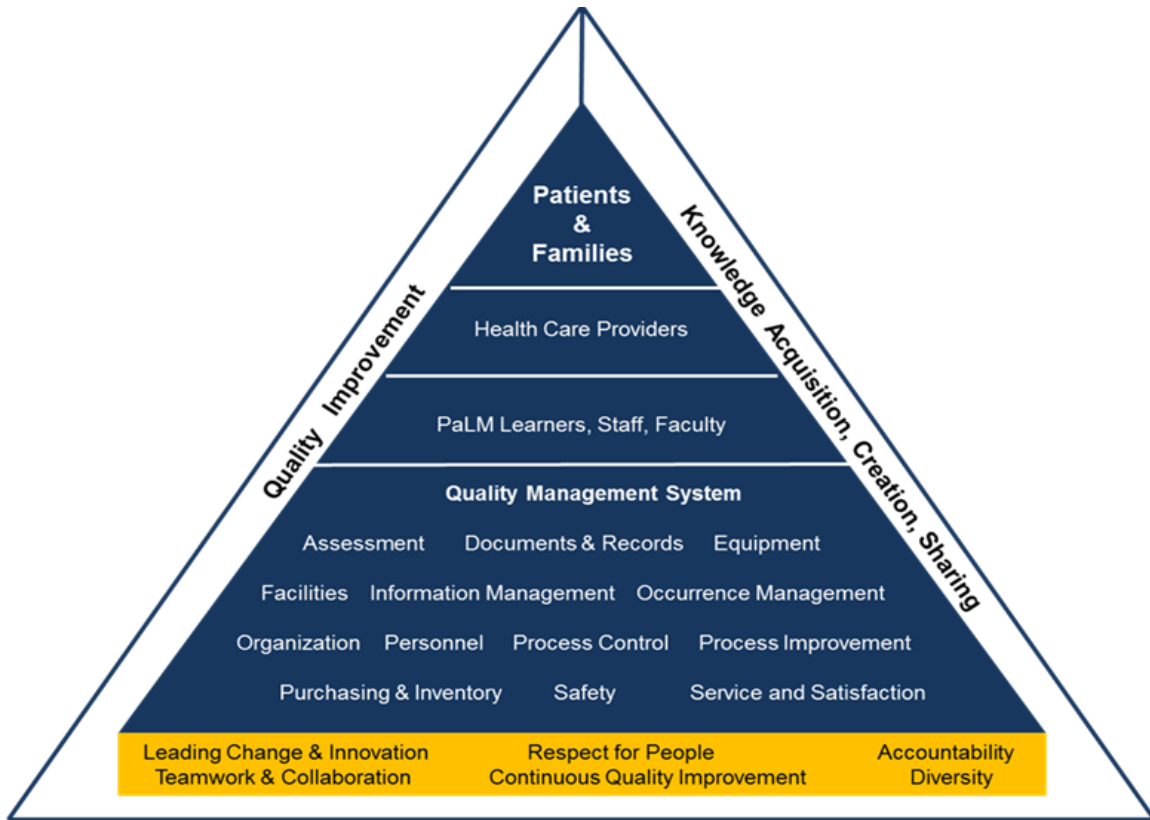 Patients
&
Families
Health Care Providers
PaLM Learners, Staff, Faculty
Quality Management System
Assessment Documents & Records Equipment
Facilities Information Management Occurrence Management
Organization Personnel Process Control Process Improvement
Purchasing & Inventory Safety Service and Satisfaction
Leading Change & Innovation Respect for People Accountability
Teamwork & Collaboration Continuous Quality Improvement Diversity
Quality Improvement
Knowledge Acquisition, Creation, Sharing